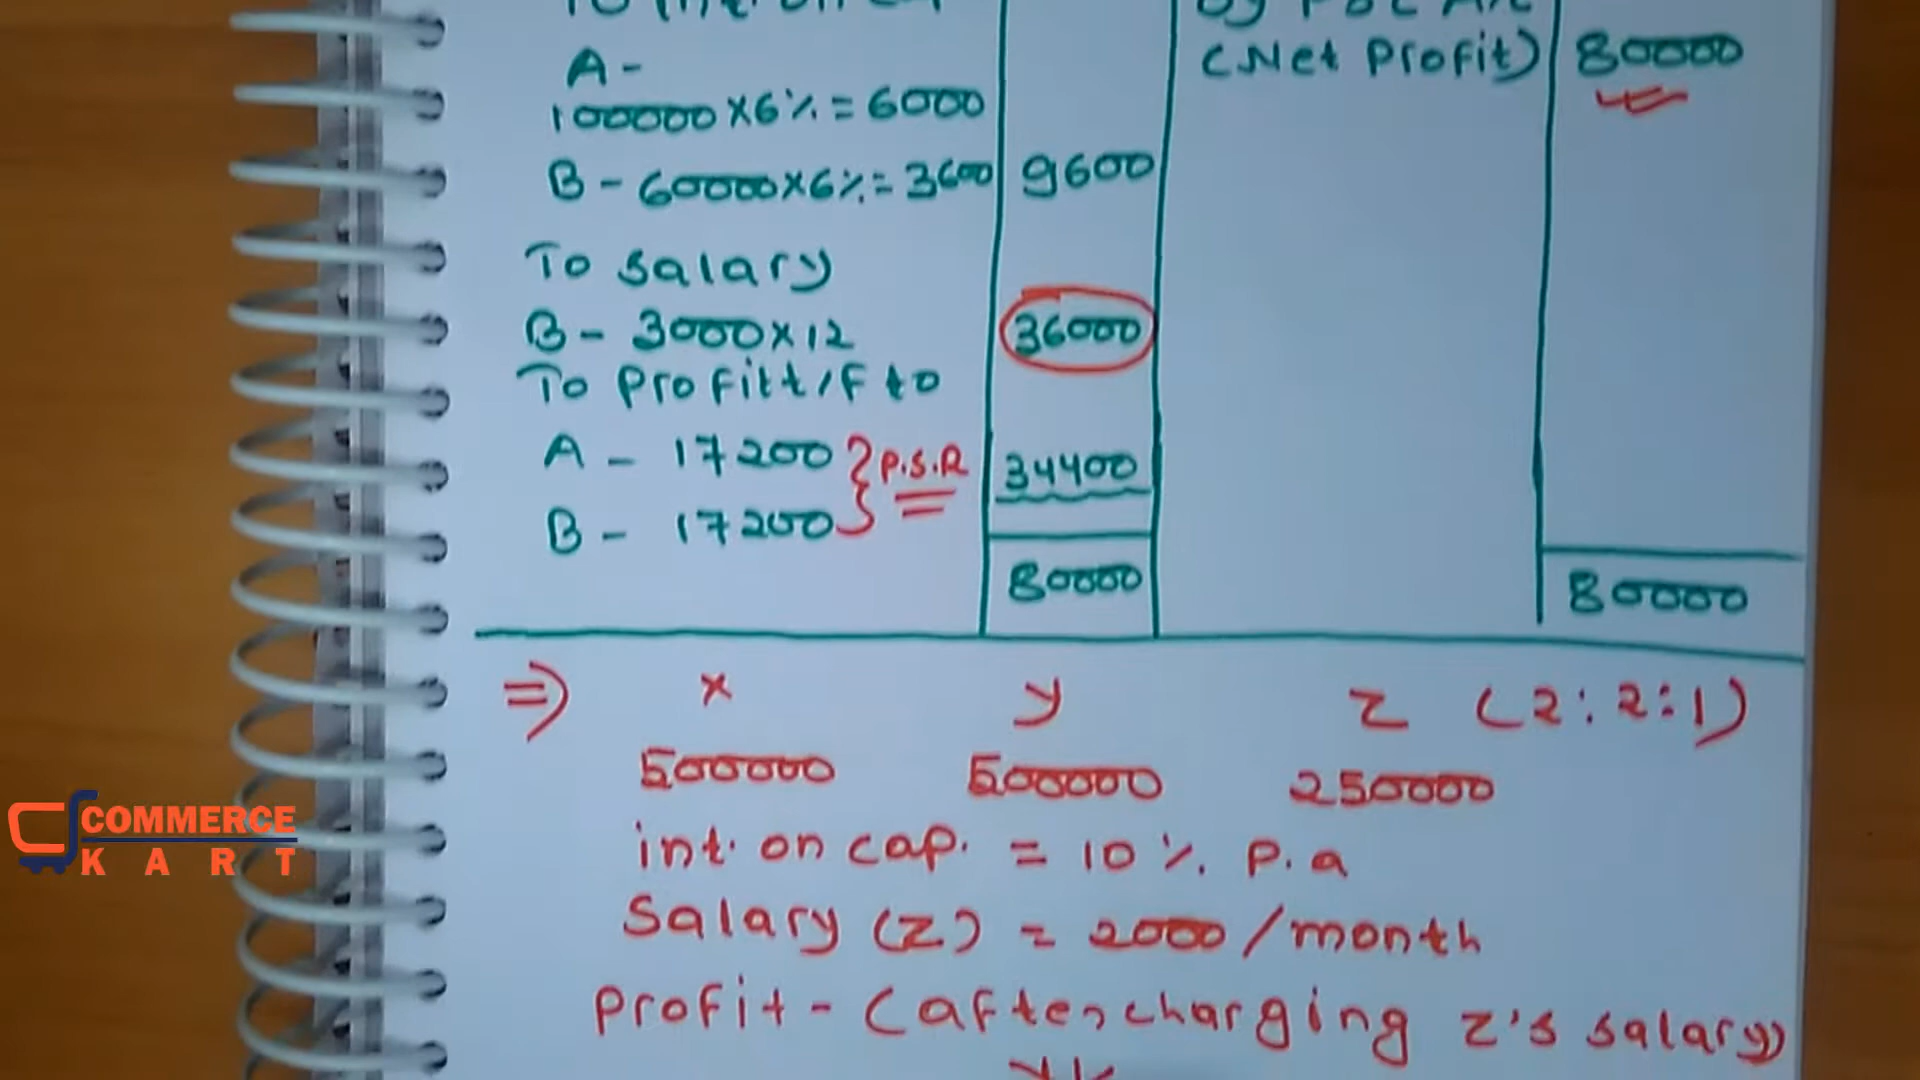 A -
100000 x 6% = 6000
B - 60000 x 6% = 3600 9600
To salary
B - 3000 x 12 36000
To Profit t/f to
A - 17200
B - 17200
P.S.R
34400
80000
(Net Profit) 80000
80000
=> x y z (2:2:1)
500000 500000 250000
int. on cap. = 10% P.a
salary (z) = 2000/month
Profit - (after charging z's salary)
COMMERCE
KART